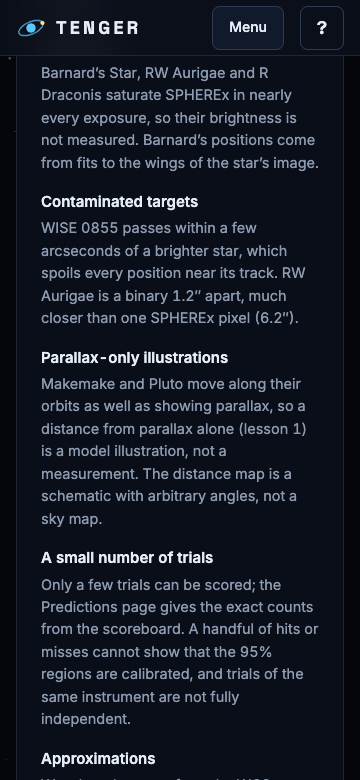 TENGER
Menu
?
Barnard's Star, RW Aurigae and R
Draconis saturate SPHEREx in nearly
every exposure, so their brightness is
not measured. Barnard's positions come
from fits to the wings of the star's image.
Contaminated targets
WISE 0855 passes within a few
arcseconds of a brighter star, which
spoils every position near its track. RW
Aurigae is a binary 1.2″ apart, much
closer than one SPHEREx pixel (6.2″).
Parallax-only illustrations
Makemake and Pluto move along their
orbits as well as showing parallax, so a
distance from parallax alone (lesson 1)
is a model illustration, not a
measurement. The distance map is a
schematic with arbitrary angles, not a
sky map.
A small number of trials
Only a few trials can be scored; the
Predictions page gives the exact counts
from the scoreboard. A handful of hits or
misses cannot show that the 95%
regions are calibrated, and trials of the
same instrument are not fully
independent.
Approximations